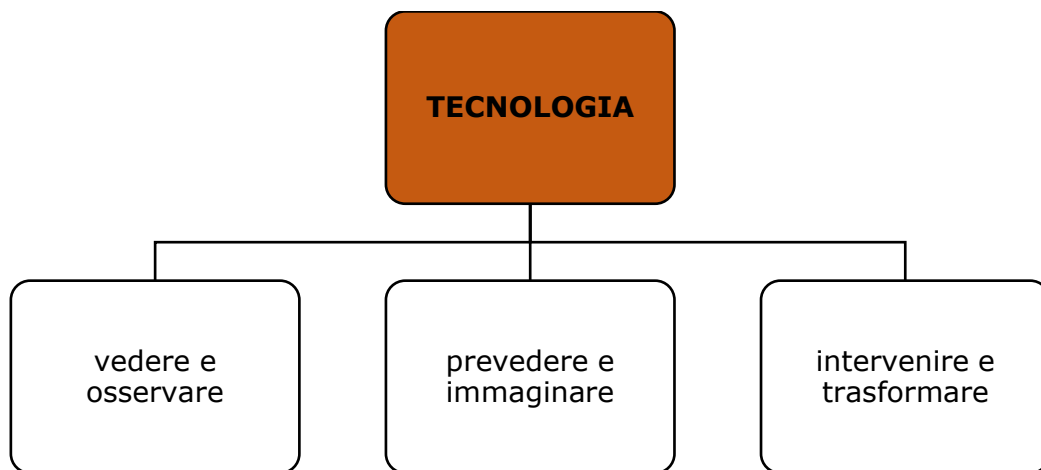 TECNOLOGIA
vedere e
osservare
prevedere e
immaginare
intervenire e
trasformare